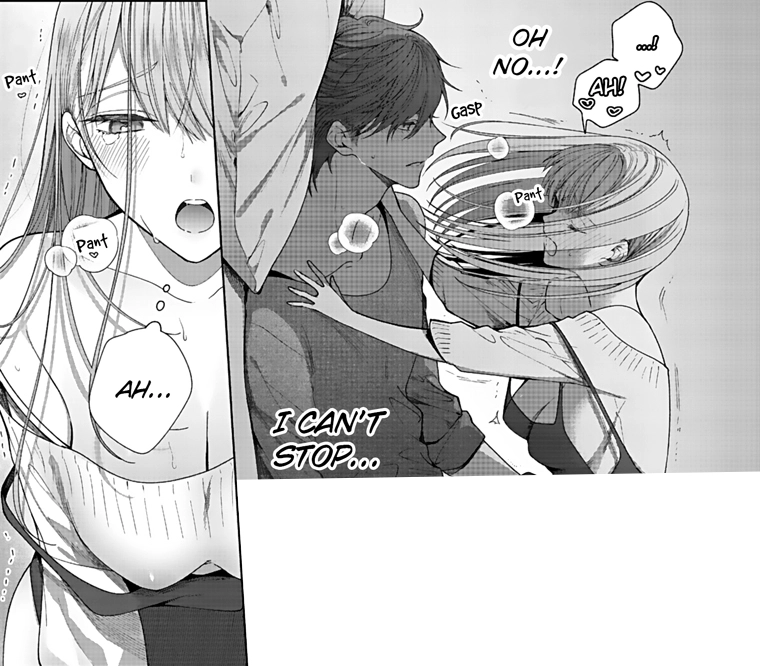 OH
NO...!
...!
AH!
Gasp
Pant
I CAN'T
STOP...
Pant
Pant
AH...